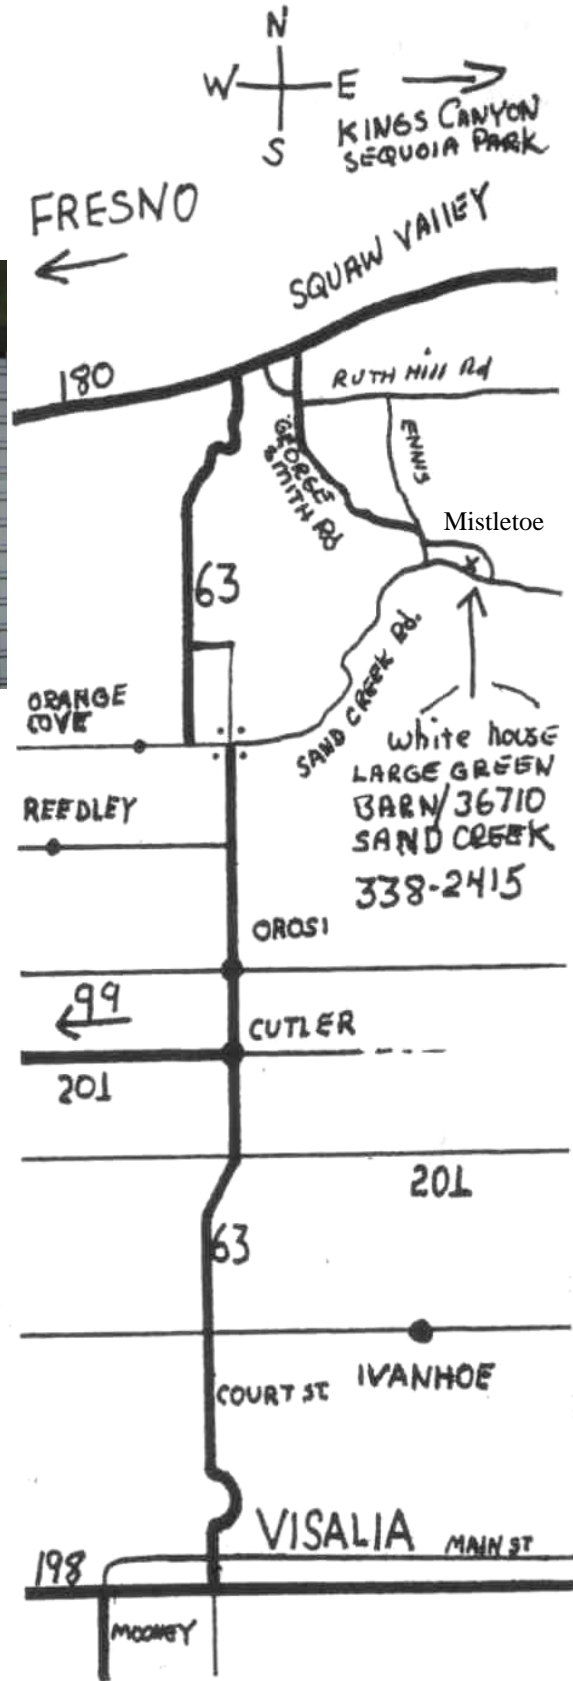 N
W E
S
KINGS CANYON
SEQUOIA PARK
FRESNO
SQUAW VALLEY
180
RUTH Hill Rd
GEORGE
SMITH Rd
ENNIS
Mistletoe
63
SAND CREEK Rd.
ORANGE
COVE
white house
LARGE GREEN
BARN/36710
SAND CREEK
338-2415
REEDLEY
OROSI
99
CUTLER
201
201
63
IVANHOE
COURT ST
VISALIA
MAIN ST
198
MOONEY